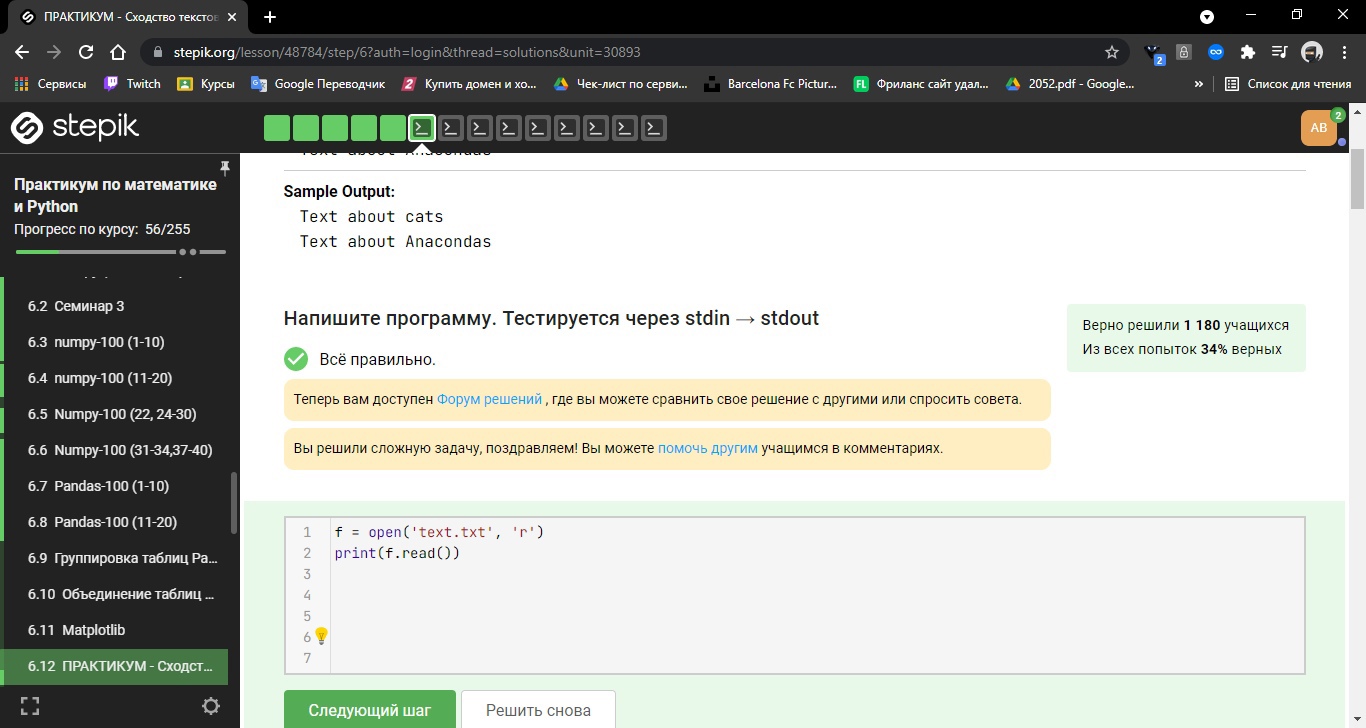 ПРАКТИКУМ - Сходство текстов
stepik.org/lesson/48784/step/6?auth=login&thread=solutions&unit=30893
2
Сервисы
Twitch
Курсы
Google Переводчик
Купить домен и хо...
Чек-лист по серви...
Barcelona Fc Pictur...
FL
Фриланс сайт удал...
2052.pdf - Google...
»
Список для чтения
stepik
AB
2
Практикум по математике
и Python
Прогресс по курсу: 56/255
6.2 Семинар 3
6.3 numpy-100 (1-10)
6.4 numpy-100 (11-20)
6.5 Numpy-100 (22, 24-30)
6.6 Numpy-100 (31-34,37-40)
6.7 Pandas-100 (1-10)
6.8 Pandas-100 (11-20)
6.9 Группировка таблиц Pa...
6.10 Объединение таблиц ...
6.11 Matplotlib
6.12 ПРАКТИКУМ - Сходст...
Text about Anacondas
Sample Output:
Text about cats
Text about Anacondas
Напишите программу. Тестируется через stdin → stdout
Всё правильно.
Верно решили 1 180 учащихся
Из всех попыток 34% верных
Теперь вам доступен Форум решений , где вы можете сравнить свое решение с другими или спросить совета.
Вы решили сложную задачу, поздравляем! Вы можете помочь другим учащимся в комментариях.
1 f = open('text.txt', 'r')
2 print(f.read())
3
4
5
6
7
Следующий шаг
Решить снова